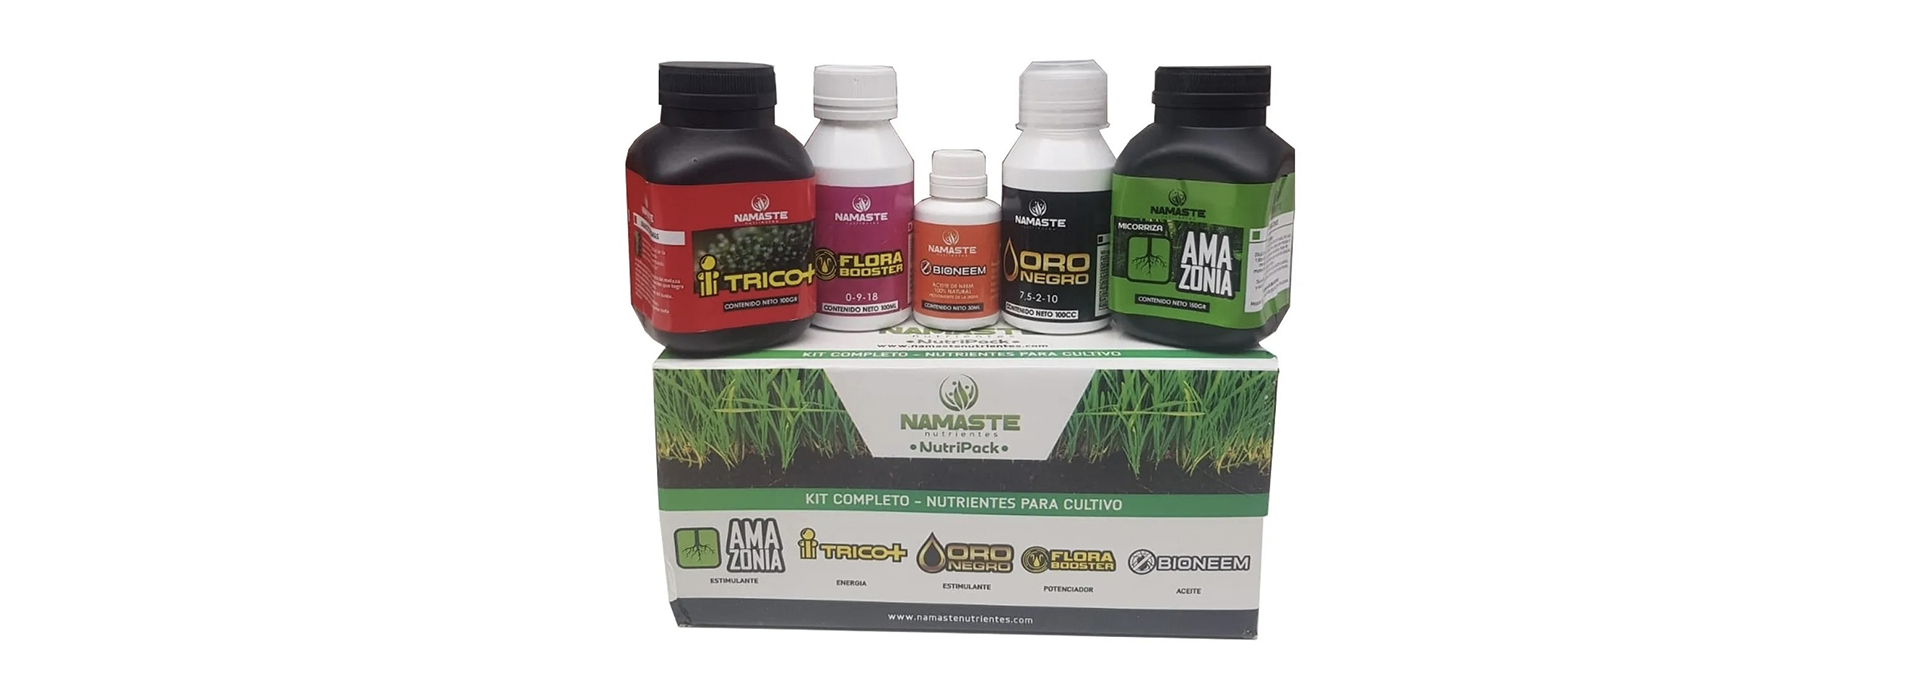 NAMASTE
TRICO+
CONTENIDO NETO 100GR
NAMASTE
FLORA
BOOSTER
0-9-18
CONTENIDO NETO 100ML
NAMASTE
BIONEEM
ACEITE DE NEEM
100% NATURAL
CONTENIDO NETO 30ML
NAMASTE
ORO
NEGRO
7,5-2-10
CONTENIDO NETO 100CC
NAMASTE
MICORRIZA
AMA
ZONIA
CONTENIDO NETO 150GR
NAMASTE
nutrientes
•NutriPack•
www.namastenutrientes.com
KIT COMPLETO - NUTRIENTES PARA CULTIVO
NAMASTE
nutrientes
•NutriPack•
KIT COMPLETO - NUTRIENTES PARA CULTIVO
AMA
ZONIA
ESTIMULANTE
TRICO+
ENERGIA
ORO
NEGRO
ESTIMULANTE
FLORA
BOOSTER
POTENCIADOR
BIONEEM
ACEITE
www.namastenutrientes.com